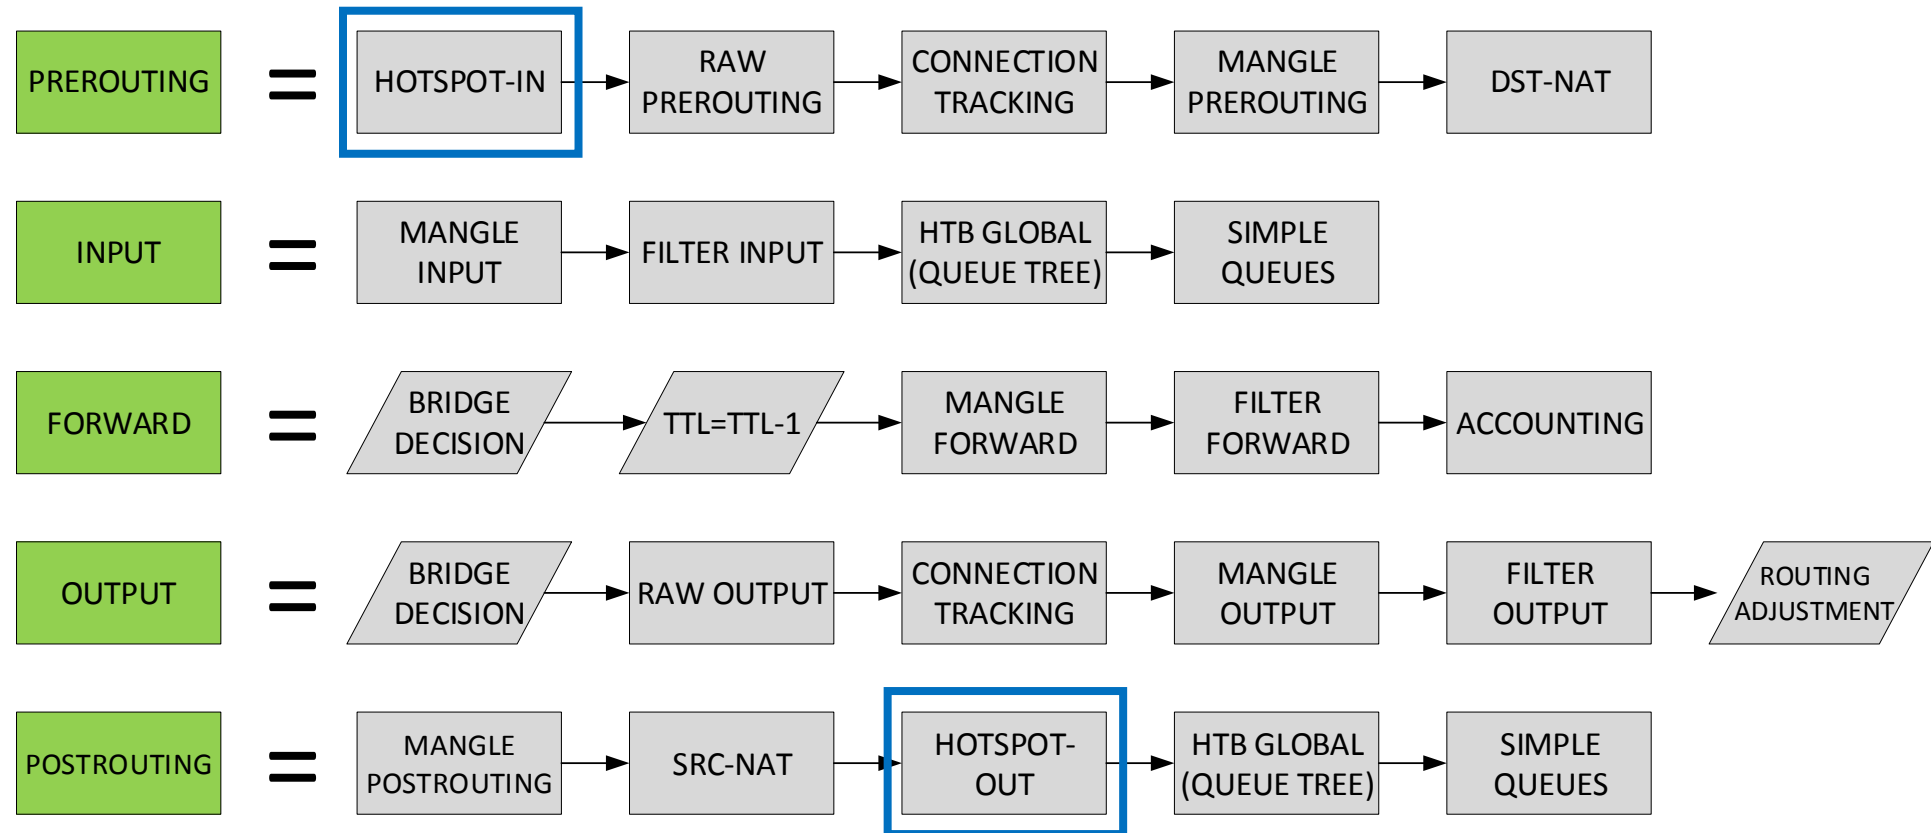 PREROUTING
=
HOTSPOT-IN
RAW
PREROUTING
CONNECTION
TRACKING
MANGLE
PREROUTING
DST-NAT
INPUT
=
MANGLE
INPUT
FILTER INPUT
HTB GLOBAL
(QUEUE TREE)
SIMPLE
QUEUES
FORWARD
=
BRIDGE
DECISION
TTL=TTL-1
MANGLE
FORWARD
FILTER
FORWARD
ACCOUNTING
OUTPUT
=
BRIDGE
DECISION
RAW OUTPUT
CONNECTION
TRACKING
MANGLE
OUTPUT
FILTER
OUTPUT
ROUTING
ADJUSTMENT
POSTROUTING
=
MANGLE
POSTROUTING
SRC-NAT
HOTSPOT-
OUT
HTB GLOBAL
(QUEUE TREE)
SIMPLE
QUEUES